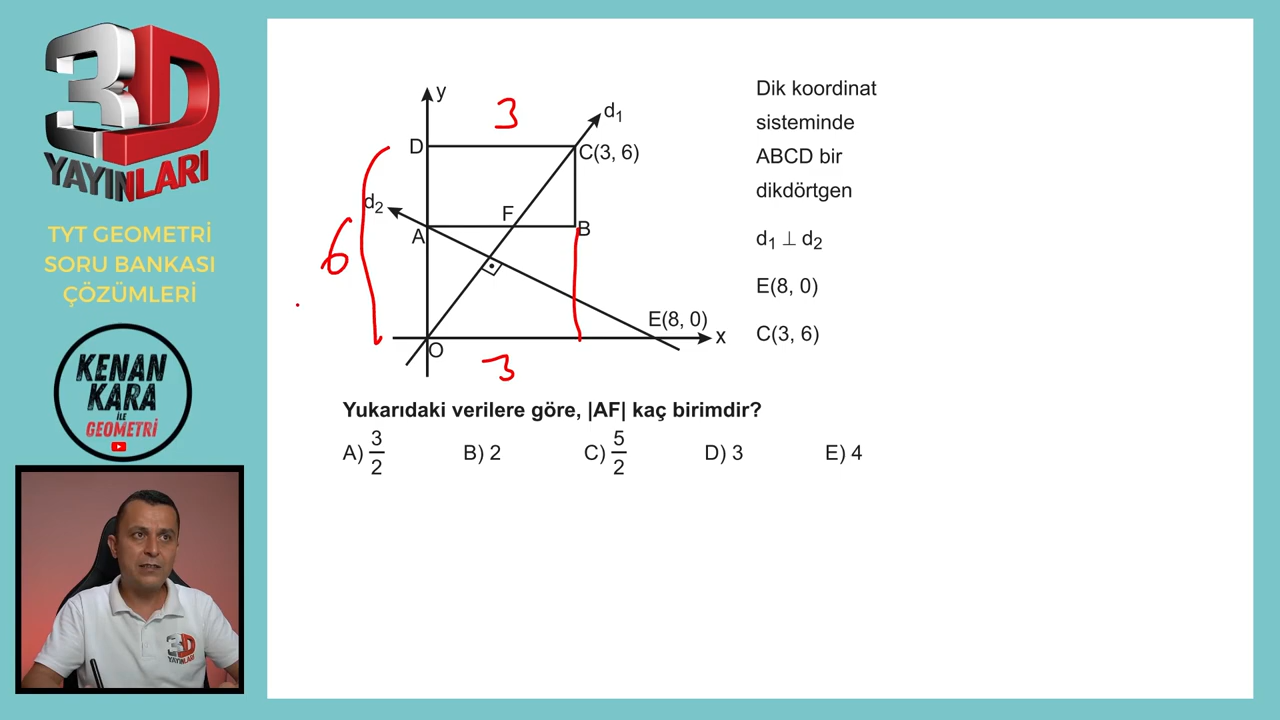 3D
YAYINLARI
TYT GEOMETRİ
SORU BANKASI
ÇÖZÜMLERİ
KENAN
KARA
İLE
GEOMETRİ
3D
YAYINLARI
y
3
d₁
D
C(3, 6)
d₂
F
6
A
B
E(8, 0)
x
O
3
Dik koordinat
sisteminde
ABCD bir
dikdörtgen
d₁ ⊥ d₂
E(8, 0)
C(3, 6)
Yukarıdaki verilere göre, |AF| kaç birimdir?
A) 3/2 B) 2 C) 5/2 D) 3 E) 4